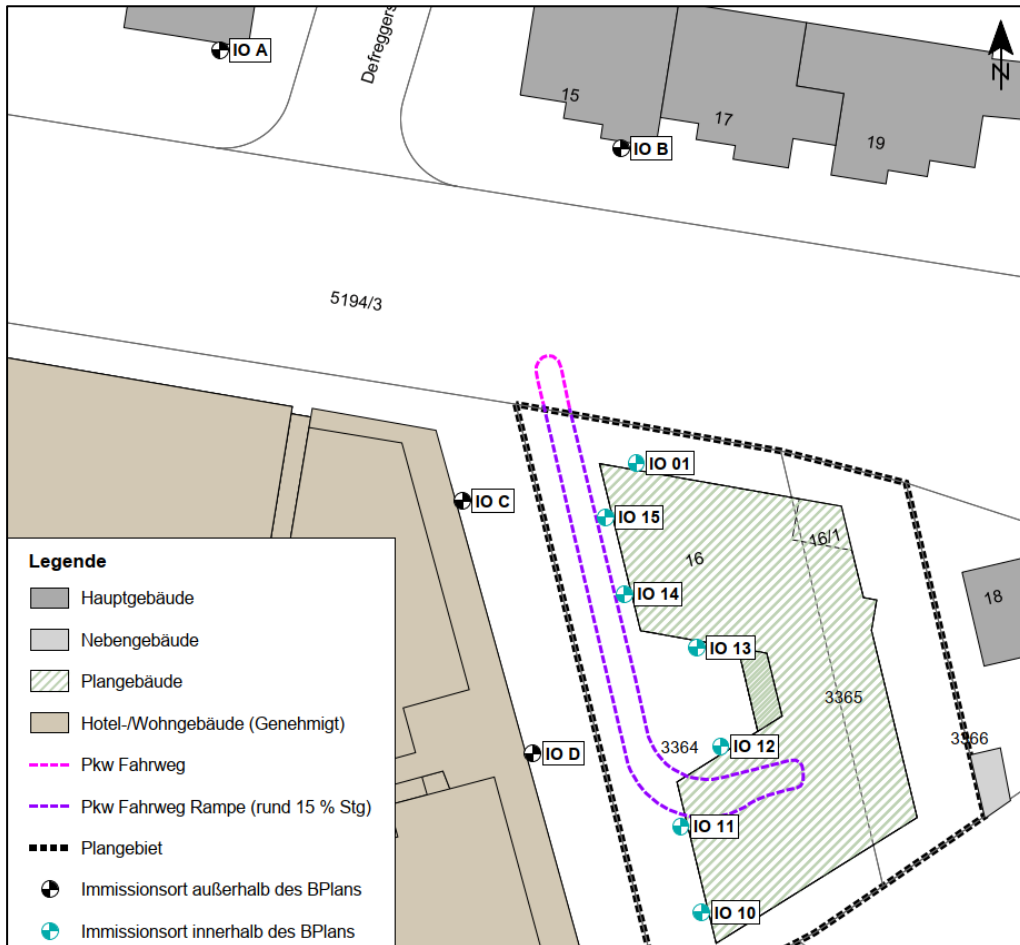 IO A
Defreggers
15
17
19
N
IO B
5194/3
IO 01
IO C
IO 15
16
16/1
IO 14
18
IO 13
3365
3366
3364
IO 12
IO D
IO 11
IO 10
Legende
Hauptgebäude
Nebengebäude
Plangebäude
Hotel-/Wohngebäude (Genehmigt)
Pkw Fahrweg
Pkw Fahrweg Rampe (rund 15 % Stg)
Plangebiet
Immissionsort außerhalb des BPlans
Immissionsort innerhalb des BPlans